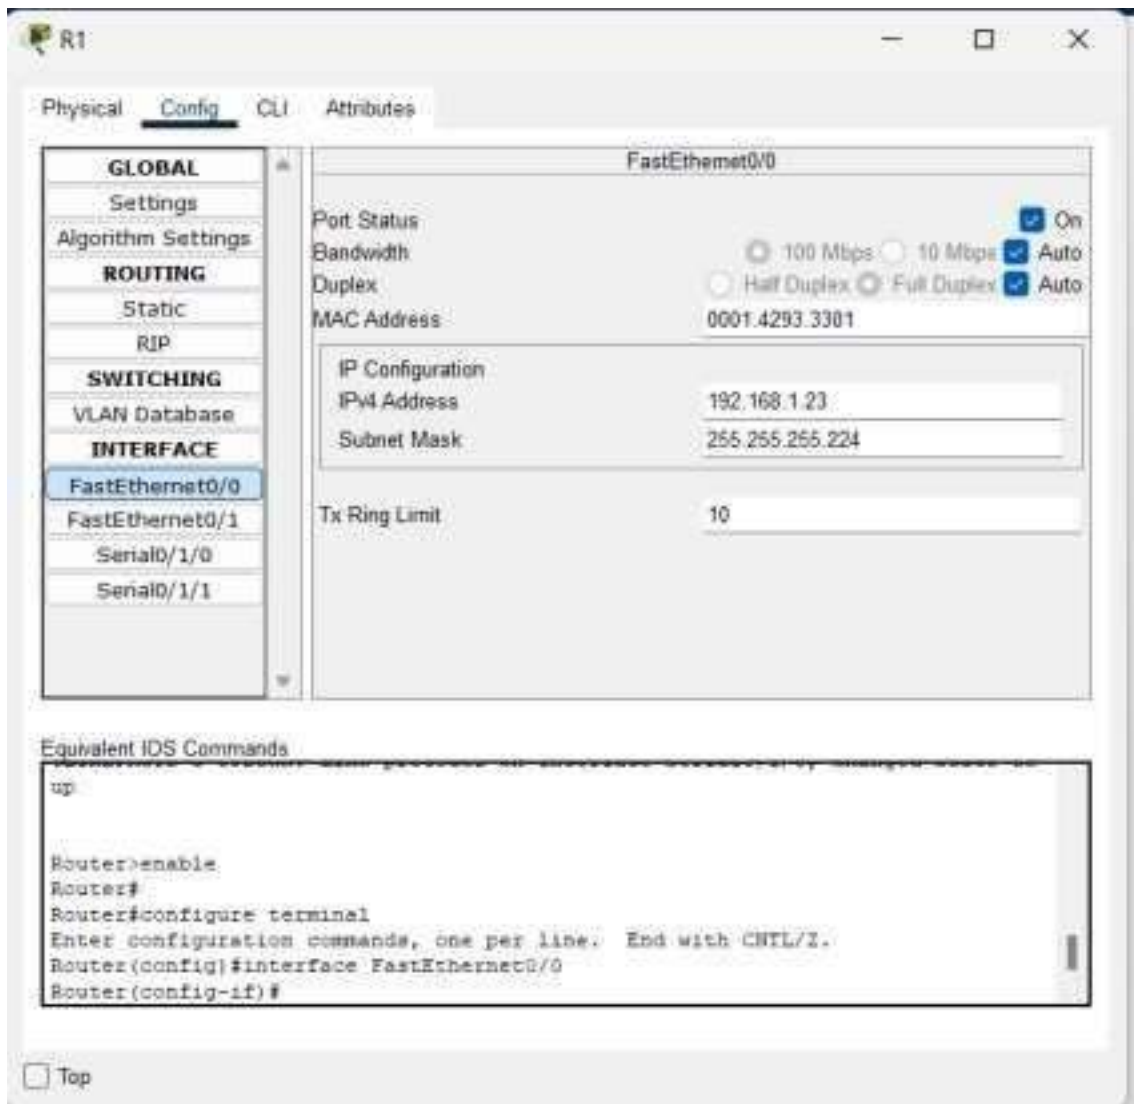 R1
Physical Config CLI Attributes
GLOBAL
Settings
Algorithm Settings
ROUTING
Static
RIP
SWITCHING
VLAN Database
INTERFACE
FastEthernet0/0
FastEthernet0/1
Serial0/1/0
Serial0/1/1
FastEthernet0/0
Port Status On
Bandwidth 100 Mbps 10 Mbps Auto
Duplex Half Duplex Full Duplex Auto
MAC Address 0001.4293.3301
IP Configuration
IPv4 Address 192.168.1.23
Subnet Mask 255.255.255.224
Tx Ring Limit 10
Equivalent IOS Commands
up
Router>enable
Router#
Router#configure terminal
Enter configuration commands, one per line. End with CNTL/Z.
Router(config)#interface FastEthernet0/0
Router(config-if)#
Top